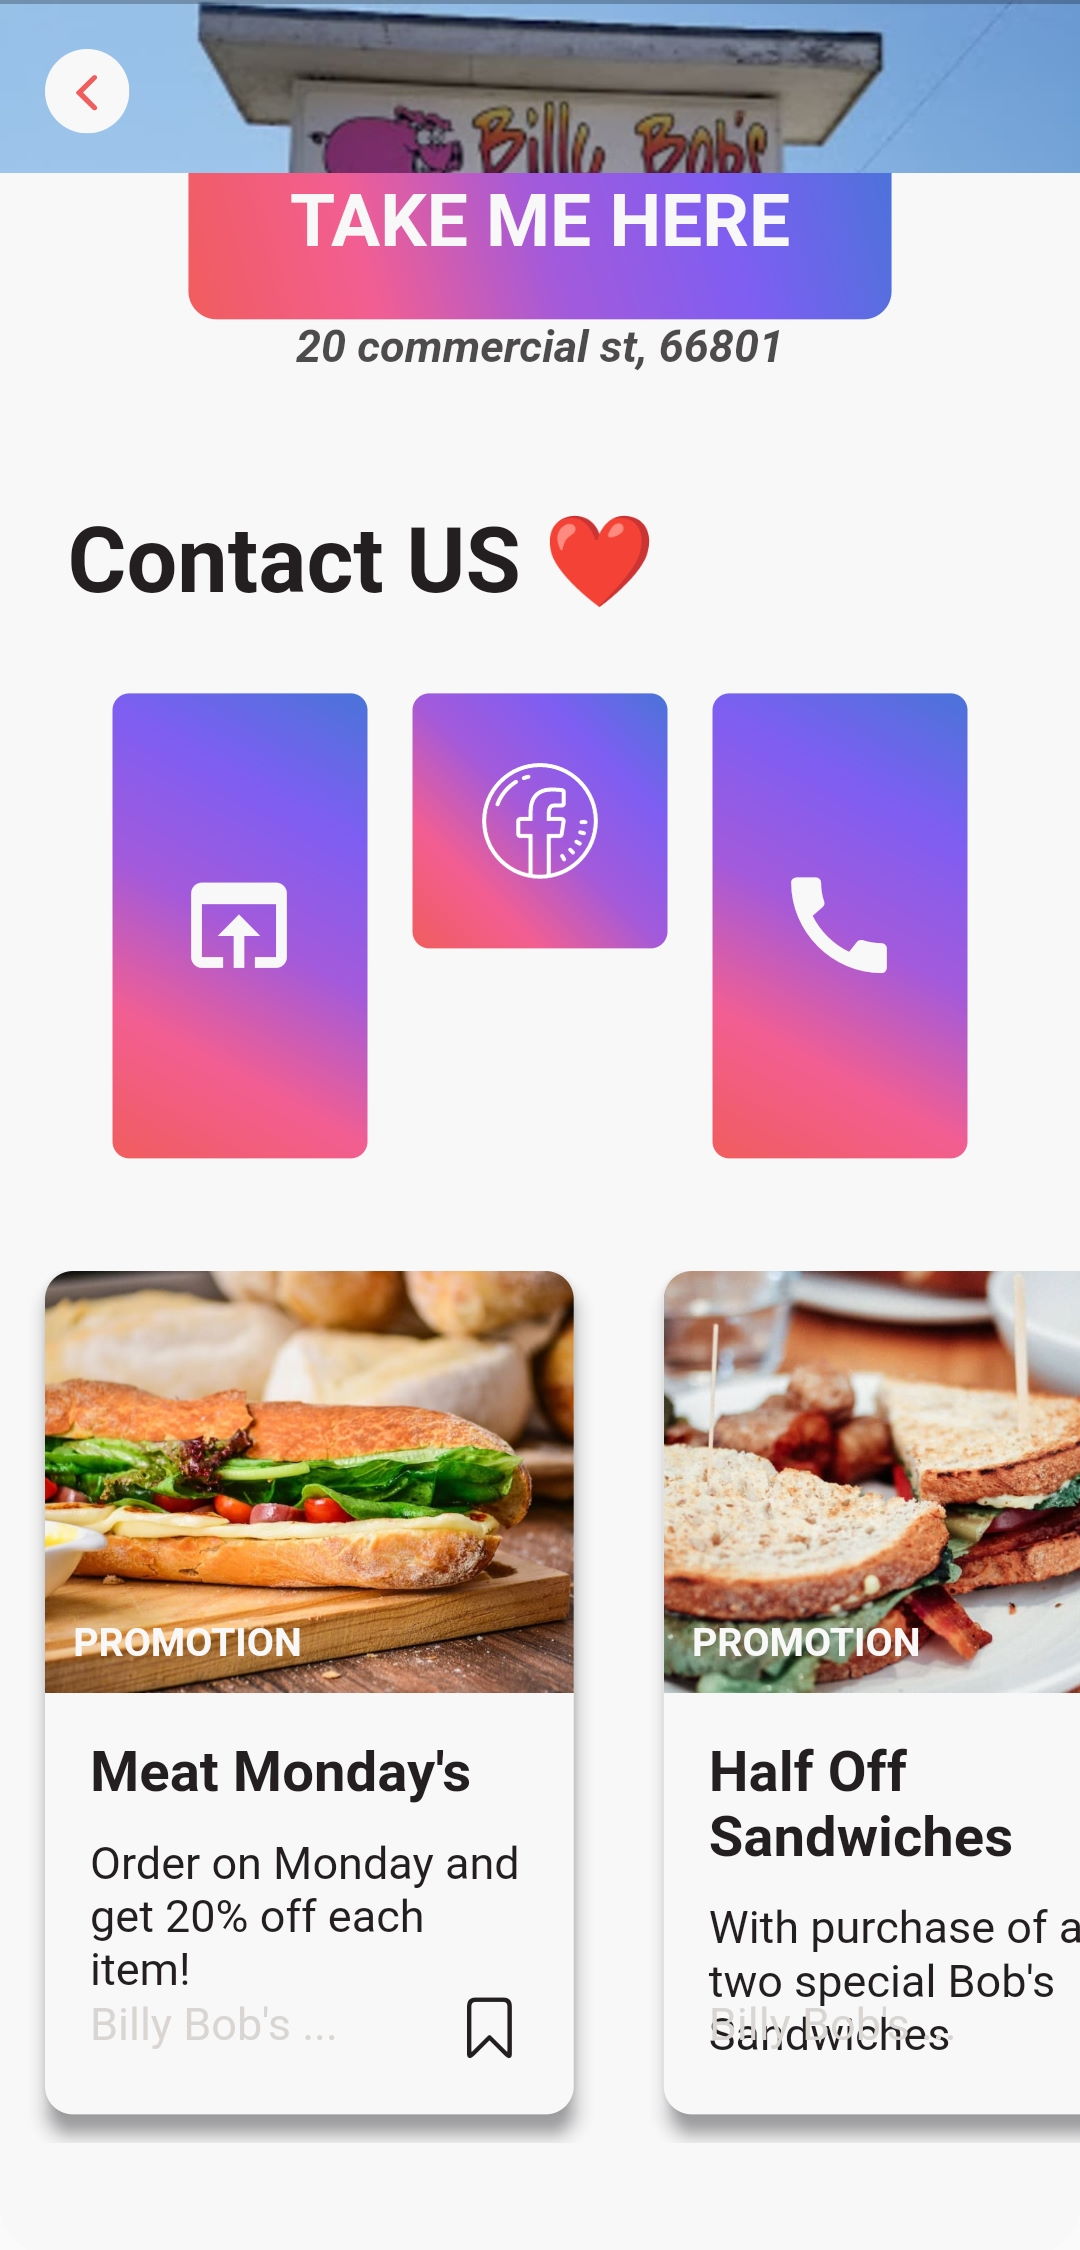 Billy Bob's
TAKE ME HERE
20 commercial st, 66801
Contact US ❤️
PROMOTION
Meat Monday's
Order on Monday and
get 20% off each
item!
Billy Bob's ...
PROMOTION
Half Off
Sandwiches
With purchase of a
two special Bob's
Sandwiches
Billy Bob's ...